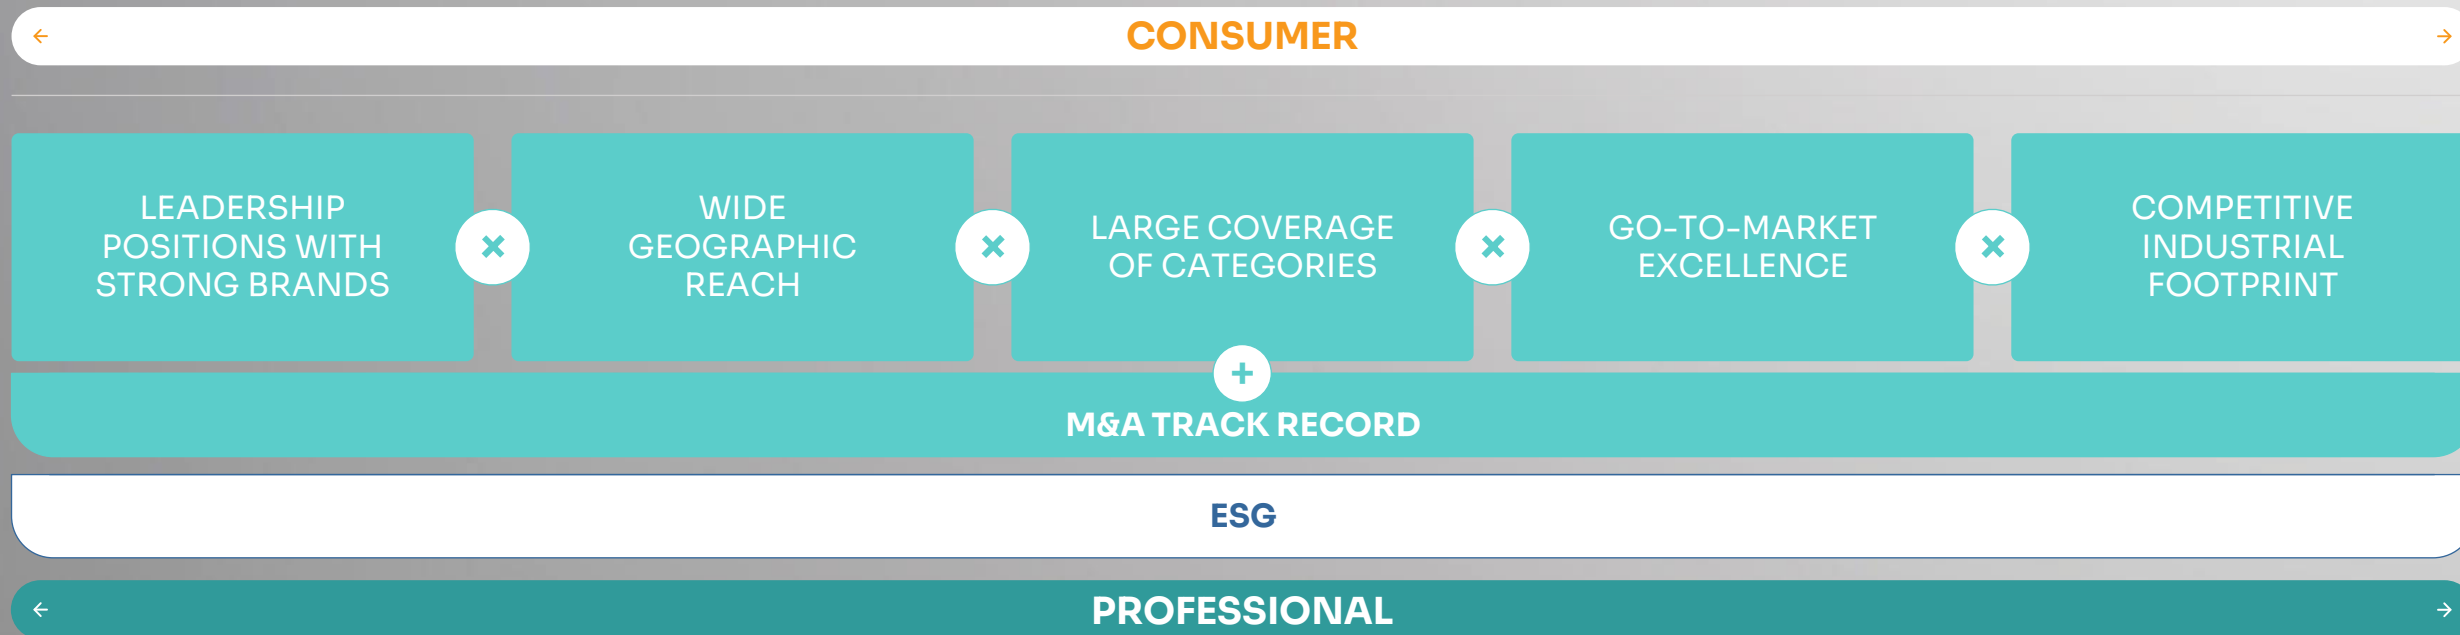 CONSUMER
LEADERSHIP
POSITIONS WITH
STRONG BRANDS
WIDE
GEOGRAPHIC
REACH
LARGE COVERAGE
OF CATEGORIES
GO-TO-MARKET
EXCELLENCE
COMPETITIVE
INDUSTRIAL
FOOTPRINT
M&A TRACK RECORD
ESG
PROFESSIONAL